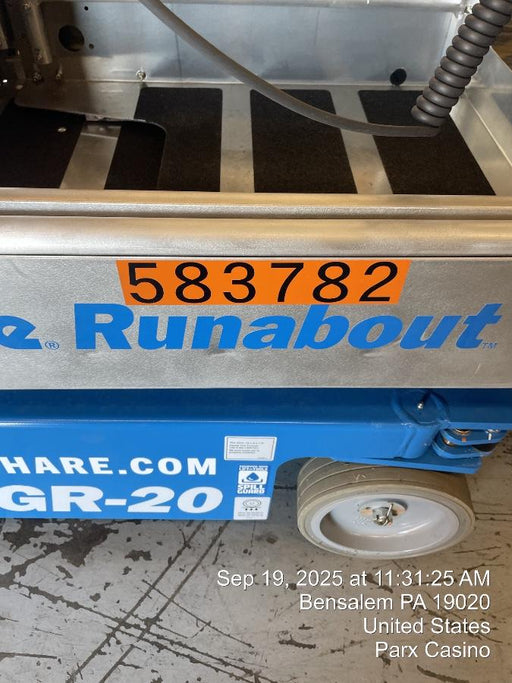 583782
e® Runabout™
HARE.COM
GR-20
SPILL
GUARD
Sep 19, 2025 at 11:31:25 AM
Bensalem PA 19020
United States
Parx Casino